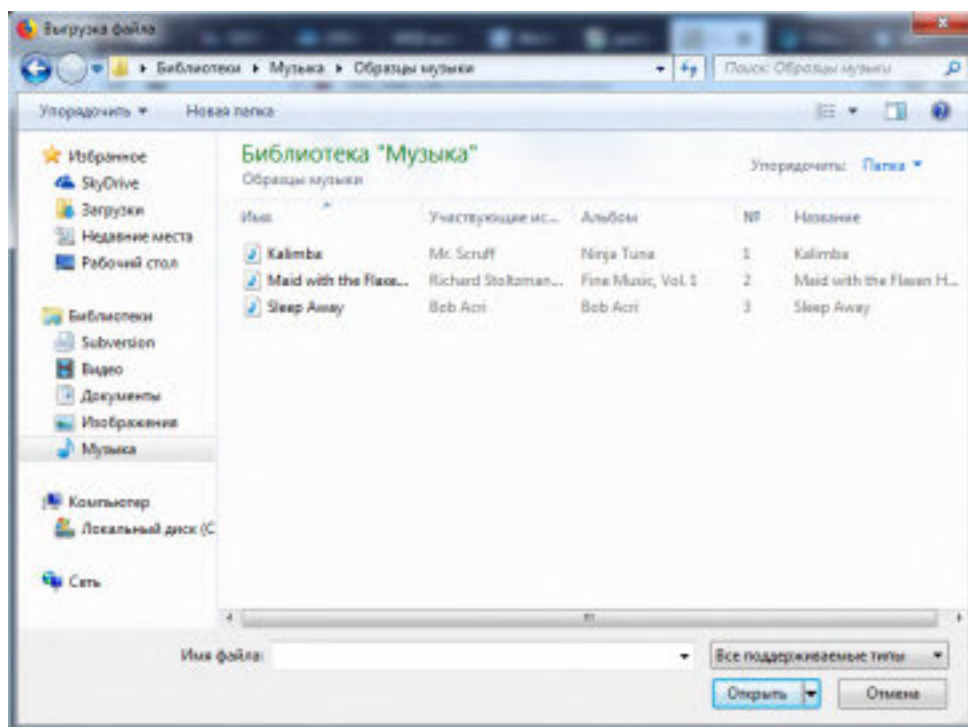 Выгрузка файла
Библиотеки Музыка Образцы музыки Поиск: Образцы музыки
Упорядочить Новая папка
Избранное
SkyDrive
Загрузки
Недавние места
Рабочий стол
Библиотеки
Subversion
Видео
Документы
Изображения
Музыка
Компьютер
Локальный диск (C
Сеть
Библиотека "Музыка"
Образцы музыки
Упорядочить: Папка
Имя Участвующие ис... Альбом № Название
Kalimba Mr. Scruff Ninja Tuna 1 Kalimba
Maid with the Flaxe... Richard Stoltzman... Fine Music, Vol. 1 2 Maid with the Flaxen H...
Sleep Away Bob Acri Bob Acri 3 Sleep Away
Имя файла: Все поддерживаемые типы
Открыть Отмена